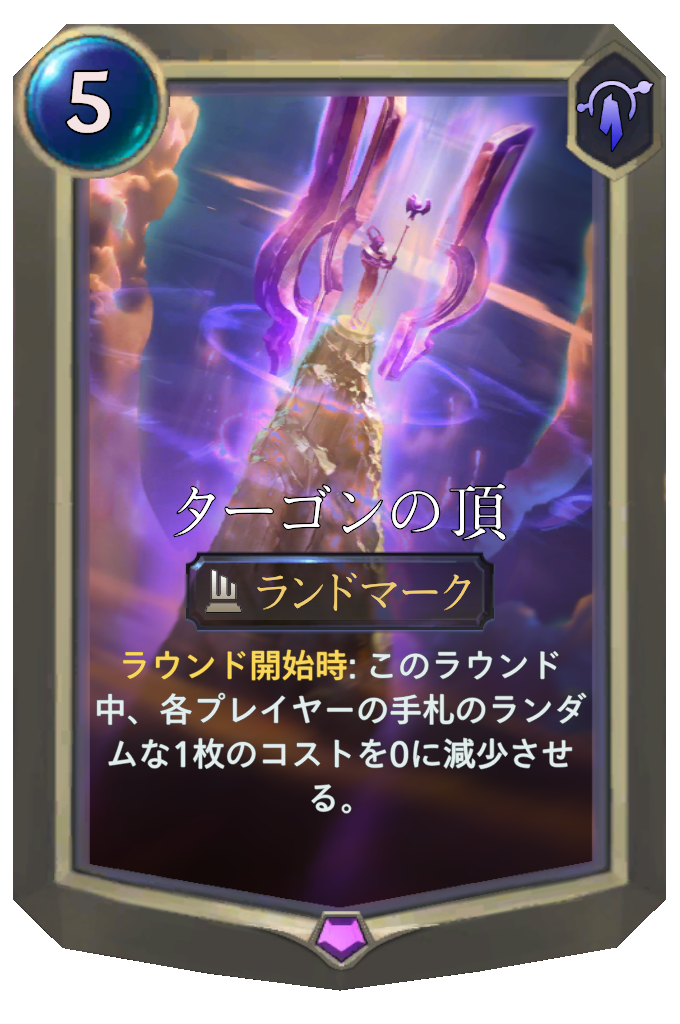 5
ターゴンの頂
ランドマーク
ラウンド開始時: このラウンド
中、各プレイヤーの手札のランダ
ムな1枚のコストを0に減少させ
る。